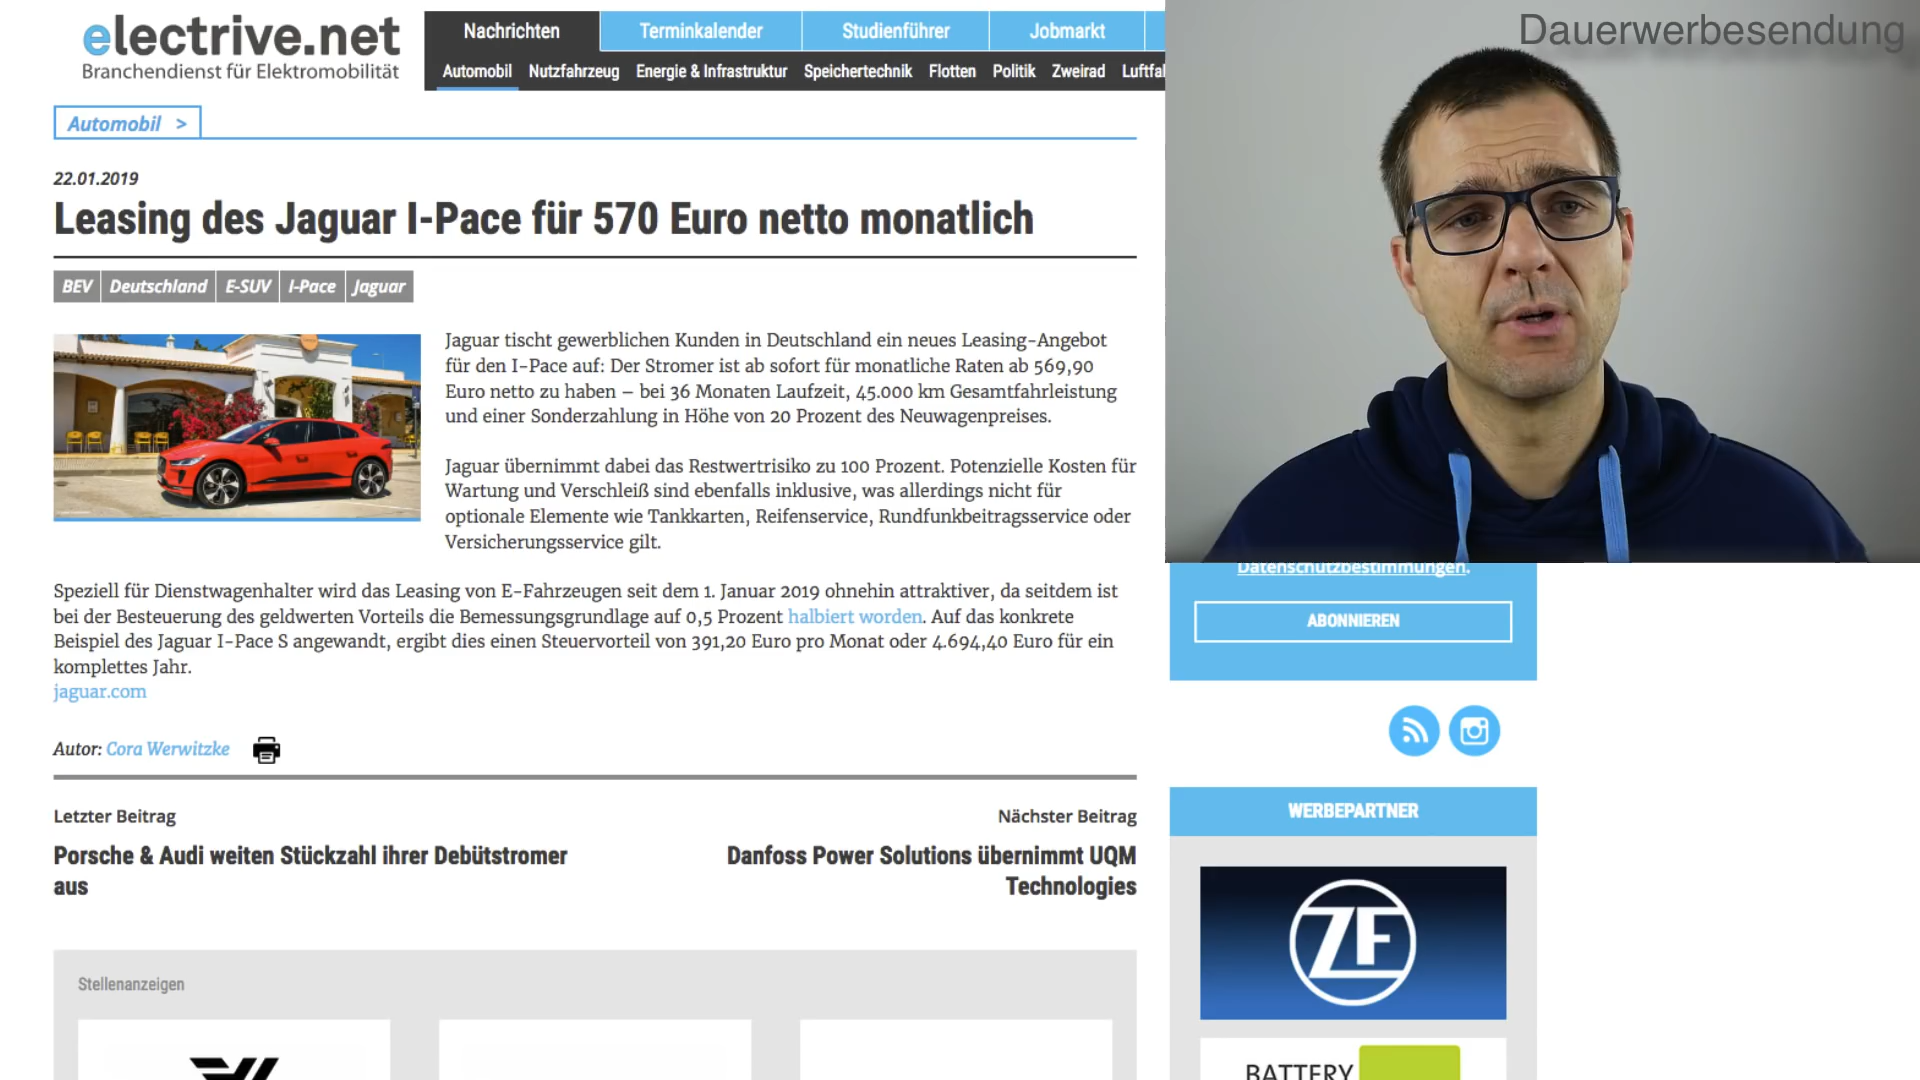 electrive.net
Branchendienst für Elektromobilität
Nachrichten
Terminkalender
Studienführer
Jobmarkt
Automobil
Nutzfahrzeug
Energie & Infrastruktur
Speichertechnik
Flotten
Politik
Zweirad
Luftfa
Dauerwerbesendung
Automobil >
22.01.2019
Leasing des Jaguar I-Pace für 570 Euro netto monatlich
BEV
Deutschland
E-SUV
I-Pace
Jaguar
Jaguar tischt gewerblichen Kunden in Deutschland ein neues Leasing-Angebot
für den I-Pace auf: Der Stromer ist ab sofort für monatliche Raten ab 569,90
Euro netto zu haben – bei 36 Monaten Laufzeit, 45.000 km Gesamtfahrleistung
und einer Sonderzahlung in Höhe von 20 Prozent des Neuwagenpreises.
Jaguar übernimmt dabei das Restwertrisiko zu 100 Prozent. Potenzielle Kosten für
Wartung und Verschleiß sind ebenfalls inklusive, was allerdings nicht für
optionale Elemente wie Tankkarten, Reifenservice, Rundfunkbeitragsservice oder
Versicherungsservice gilt.
Speziell für Dienstwagenhalter wird das Leasing von E-Fahrzeugen seit dem 1. Januar 2019 ohnehin attraktiver, da seitdem ist
bei der Besteuerung des geldwerten Vorteils die Bemessungsgrundlage auf 0,5 Prozent halbiert worden. Auf das konkrete
Beispiel des Jaguar I-Pace S angewandt, ergibt dies einen Steuervorteil von 391,20 Euro pro Monat oder 4.694,40 Euro für ein
komplettes Jahr.
jaguar.com
Autor: Cora Werwitzke
Letzter Beitrag
Porsche & Audi weiten Stückzahl ihrer Debütstromer
aus
Nächster Beitrag
Danfoss Power Solutions übernimmt UQM
Technologies
Stellenanzeigen
Datenschutzbestimmungen.
ABONNIEREN
WERBEPARTNER
ZF
BATTERY